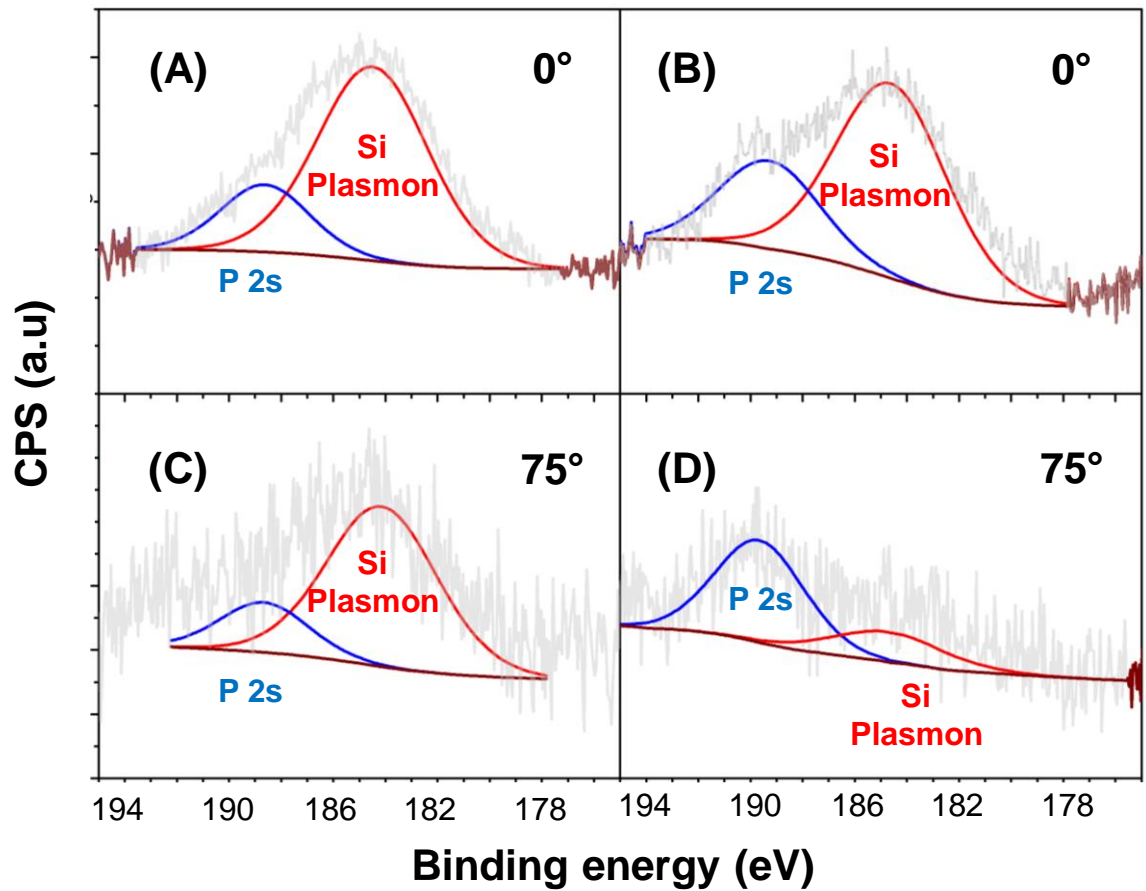 (A)
0°
Si
Plasmon
P 2s
(B)
0°
Si
Plasmon
P 2s
(C)
75°
Si
Plasmon
P 2s
(D)
75°
P 2s
Si
Plasmon
CPS (a.u)
194 190 186 182 178
194 190 186 182 178
Binding energy (eV)